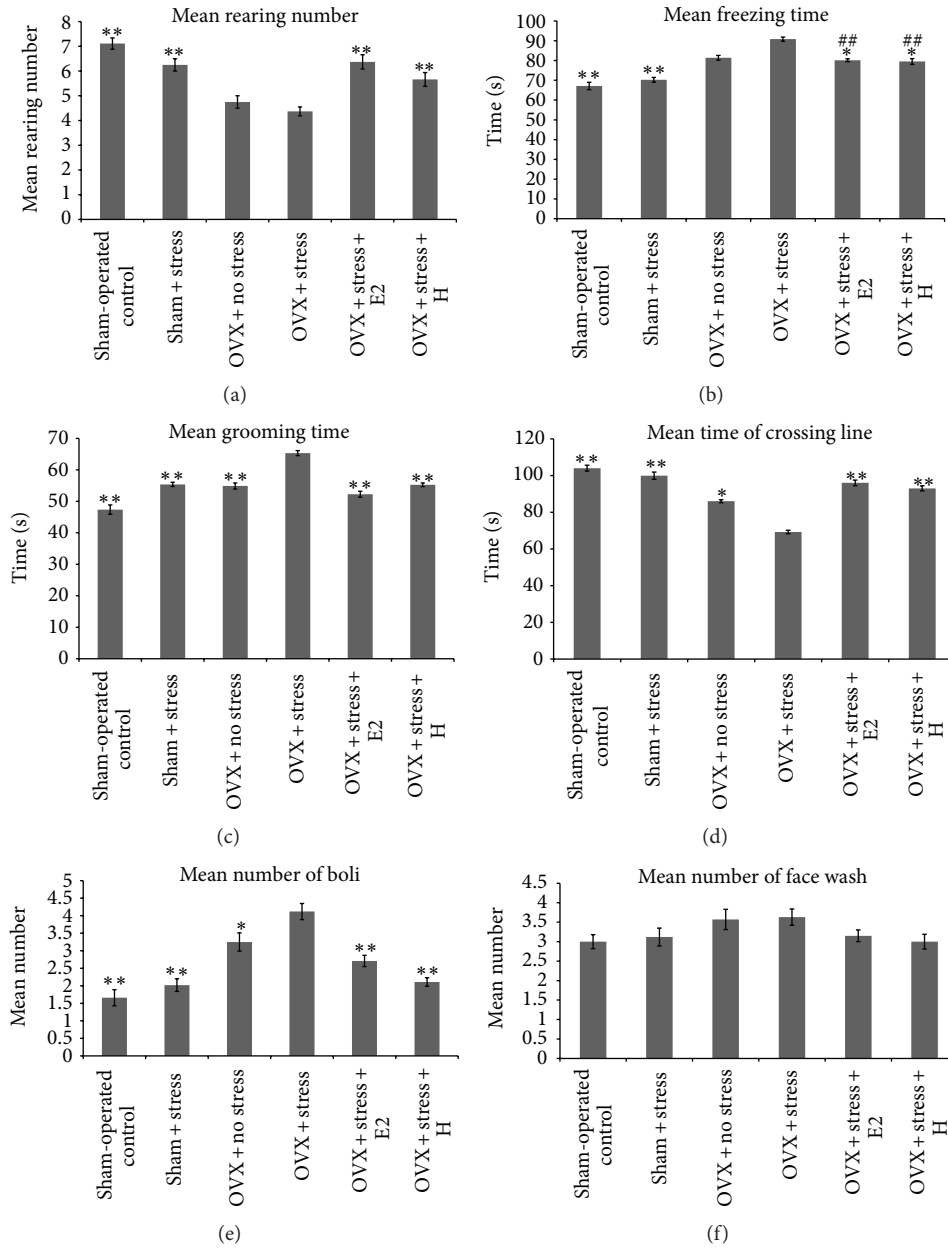 Mean rearing number
Mean rearing number
8
7
6
5
4
3
2
1
0
** ** ** **
Sham-operated control
Sham + stress
OVX + no stress
OVX + stress
OVX + stress + E2
OVX + stress + H
(a)
Mean freezing time
Time (s)
100
90
80
70
60
50
40
30
20
10
0
** **
## ##
* *
Sham-operated control
Sham + stress
OVX + no stress
OVX + stress
OVX + stress + E2
OVX + stress + H
(b)
Mean grooming time
Time (s)
70
60
50
40
30
20
10
0
** ** ** ** **
Sham-operated control
Sham + stress
OVX + no stress
OVX + stress
OVX + stress + E2
OVX + stress + H
(c)
Mean time of crossing line
Time (s)
120
100
80
60
40
20
0
** ** * ** **
Sham-operated control
Sham + stress
OVX + no stress
OVX + stress
OVX + stress + E2
OVX + stress + H
(d)
Mean number of boli
Mean number
5
4.5
4
3.5
3
2.5
2
1.5
1
0.5
0
** ** * ** **
Sham-operated control
Sham + stress
OVX + no stress
OVX + stress
OVX + stress + E2
OVX + stress + H
(e)
Mean number of face wash
Mean number
4.5
4
3.5
3
2.5
2
1.5
1
0.5
0
Sham-operated control
Sham + stress
OVX + no stress
OVX + stress
OVX + stress + E2
OVX + stress + H
(f)